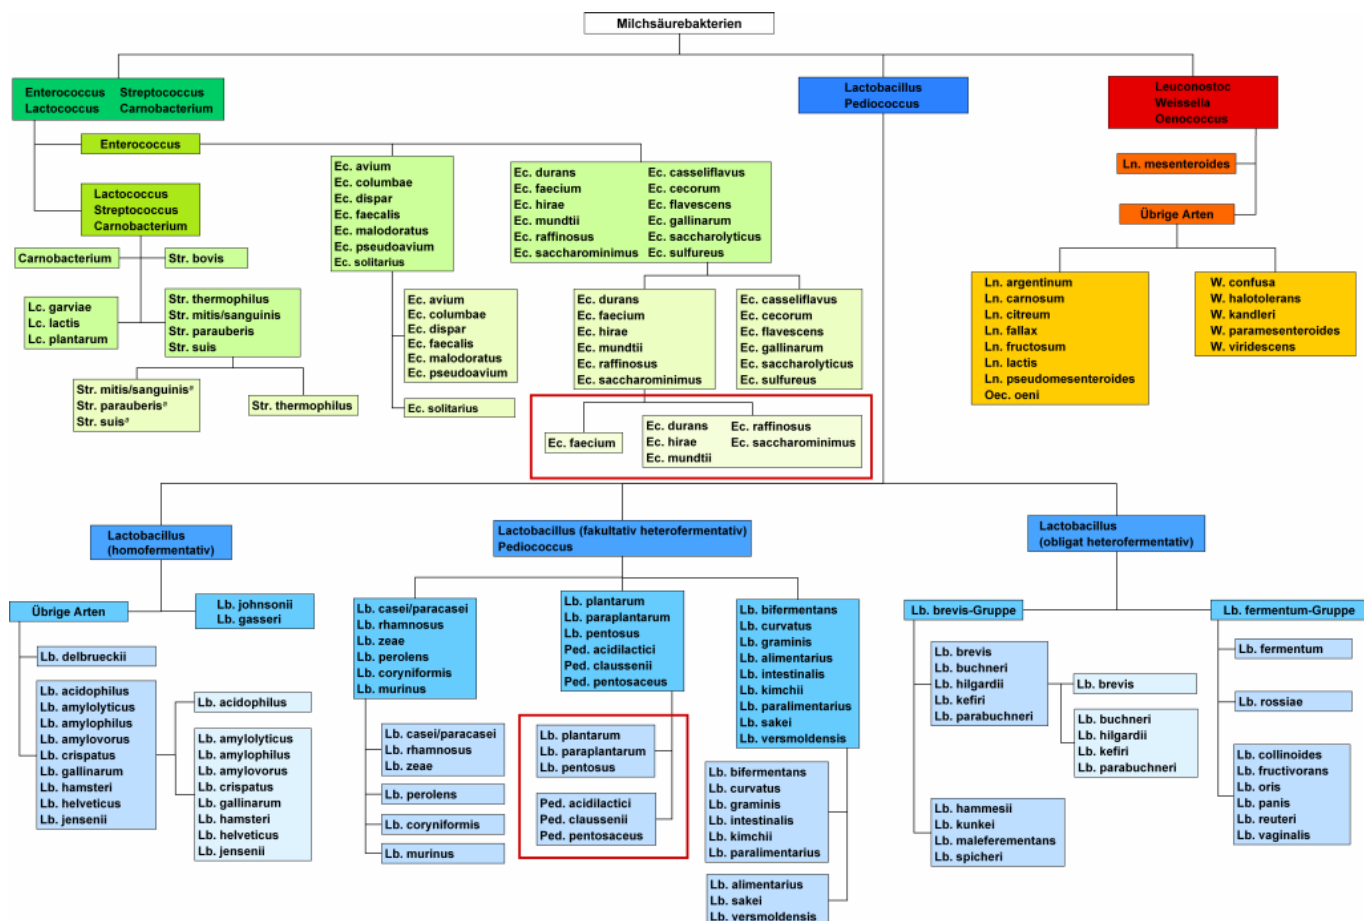 Milchsäurebakterien
Enterococcus Streptococcus
Lactococcus Carnobacterium
Lactobacillus
Pediococcus
Leuconostoc
Weissella
Oenococcus
Enterococcus
Ln. mesenteroides
Lactococcus
Streptococcus
Carnobacterium
Übrige Arten
Ec. avium
Ec. columbae
Ec. dispar
Ec. faecalis
Ec. malodoratus
Ec. pseudoavium
Ec. solitarius
Ec. durans Ec. casseliflavus
Ec. faecium Ec. cecorum
Ec. hirae Ec. flavescens
Ec. mundtii Ec. gallinarum
Ec. raffinosus Ec. saccharolyticus
Ec. saccharominimus Ec. sulfureus
Carnobacterium
Str. bovis
Lc. garviae
Lc. lactis
Lc. plantarum
Str. thermophilus
Str. mitis/sanguinis
Str. parauberis
Str. suis
Str. mitis/sanguinisª
Str. parauberisª
Str. suisª
Str. thermophilus
Ec. avium
Ec. columbae
Ec. dispar
Ec. faecalis
Ec. malodoratus
Ec. pseudoavium
Ec. solitarius
Ec. durans
Ec. faecium
Ec. hirae
Ec. mundtii
Ec. raffinosus
Ec. saccharominimus
Ec. casseliflavus
Ec. cecorum
Ec. flavescens
Ec. gallinarum
Ec. saccharolyticus
Ec. sulfureus
Ec. faecium
Ec. durans Ec. raffinosus
Ec. hirae Ec. saccharominimus
Ec. mundtii
Ln. argentinum
Ln. carnosum
Ln. citreum
Ln. fallax
Ln. fructosum
Ln. lactis
Ln. pseudomesenteroides
Oec. oeni
W. confusa
W. halotolerans
W. kandleri
W. paramesenteroides
W. viridescens
Lactobacillus
(homofermentativ)
Lactobacillus (fakultativ heterofermentativ)
Pediococcus
Lactobacillus
(obligat heterofermentativ)
Übrige Arten
Lb. johnsonii
Lb. gasseri
Lb. delbrueckii
Lb. acidophilus
Lb. amylolyticus
Lb. amylophilus
Lb. amylovorus
Lb. crispatus
Lb. gallinarum
Lb. hamsteri
Lb. helveticus
Lb. jensenii
Lb. acidophilus
Lb. amylolyticus
Lb. amylophilus
Lb. amylovorus
Lb. crispatus
Lb. gallinarum
Lb. hamsteri
Lb. helveticus
Lb. jensenii
Lb. casei/paracasei
Lb. rhamnosus
Lb. zeae
Lb. perolens
Lb. coryniformis
Lb. murinus
Lb. casei/paracasei
Lb. rhamnosus
Lb. zeae
Lb. perolens
Lb. coryniformis
Lb. murinus
Lb. plantarum
Lb. paraplantarum
Lb. pentosus
Ped. acidilactici
Ped. claussenii
Ped. pentosaceus
Lb. plantarum
Lb. paraplantarum
Lb. pentosus
Ped. acidilactici
Ped. claussenii
Ped. pentosaceus
Lb. bifermentans
Lb. curvatus
Lb. graminis
Lb. alimentarius
Lb. intestinalis
Lb. kimchii
Lb. paralimentarius
Lb. sakei
Lb. versmoldensis
Lb. bifermentans
Lb. curvatus
Lb. graminis
Lb. intestinalis
Lb. kimchii
Lb. paralimentarius
Lb. alimentarius
Lb. sakei
Lb. versmoldensis
Lb. brevis-Gruppe
Lb. fermentum-Gruppe
Lb. brevis
Lb. buchneri
Lb. hilgardii
Lb. kefiri
Lb. parabuchneri
Lb. brevis
Lb. buchneri
Lb. hilgardii
Lb. kefiri
Lb. parabuchneri
Lb. hammesii
Lb. kunkei
Lb. maleferementans
Lb. spicheri
Lb. fermentum
Lb. rossiae
Lb. collinoides
Lb. fructivorans
Lb. oris
Lb. panis
Lb. reuteri
Lb. vaginalis